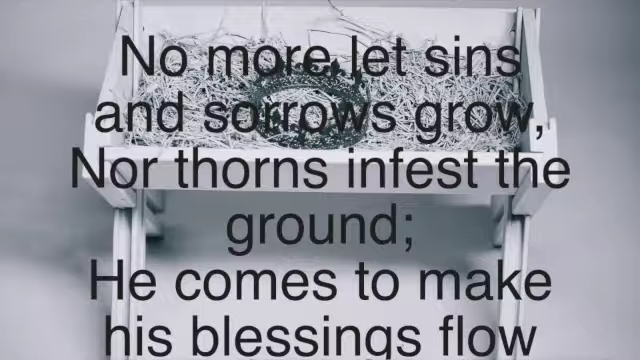 No more let sins
and sorrows grow,
Nor thorns infest the
ground;
He comes to make
his blessings flow